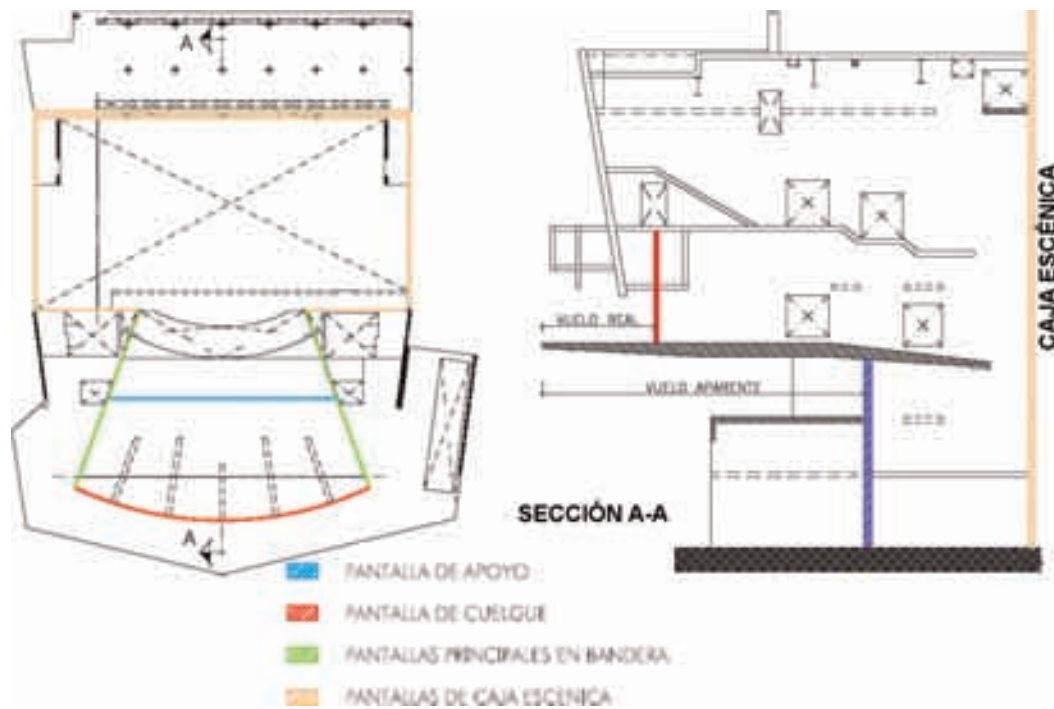 A
A
VUELO REAL
VUELO APARENTE
CAJA ESCÉNICA
SECCIÓN A-A
PANTALLA DE APOYO
PANTALLA DE CUELGUE
PANTALLAS PRINCIPALES EN BANDERA
PANTALLAS DE CAJA ESCÉNICA